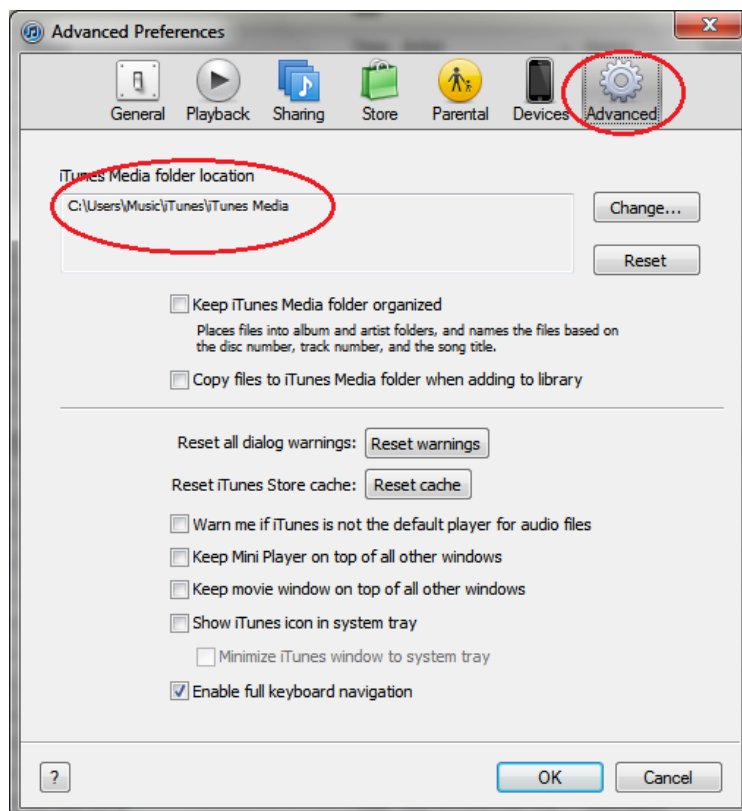 Advanced Preferences
General Playback Sharing Store Parental Devices Advanced
iTunes Media folder location
C:\Users\Music\iTunes\iTunes Media
Change...
Reset
Keep iTunes Media folder organized
Places files into album and artist folders, and names the files based on
the disc number, track number, and the song title.
Copy files to iTunes Media folder when adding to library
Reset all dialog warnings: Reset warnings
Reset iTunes Store cache: Reset cache
Warn me if iTunes is not the default player for audio files
Keep Mini Player on top of all other windows
Keep movie window on top of all other windows
Show iTunes icon in system tray
Minimize iTunes window to system tray
Enable full keyboard navigation
? OK Cancel